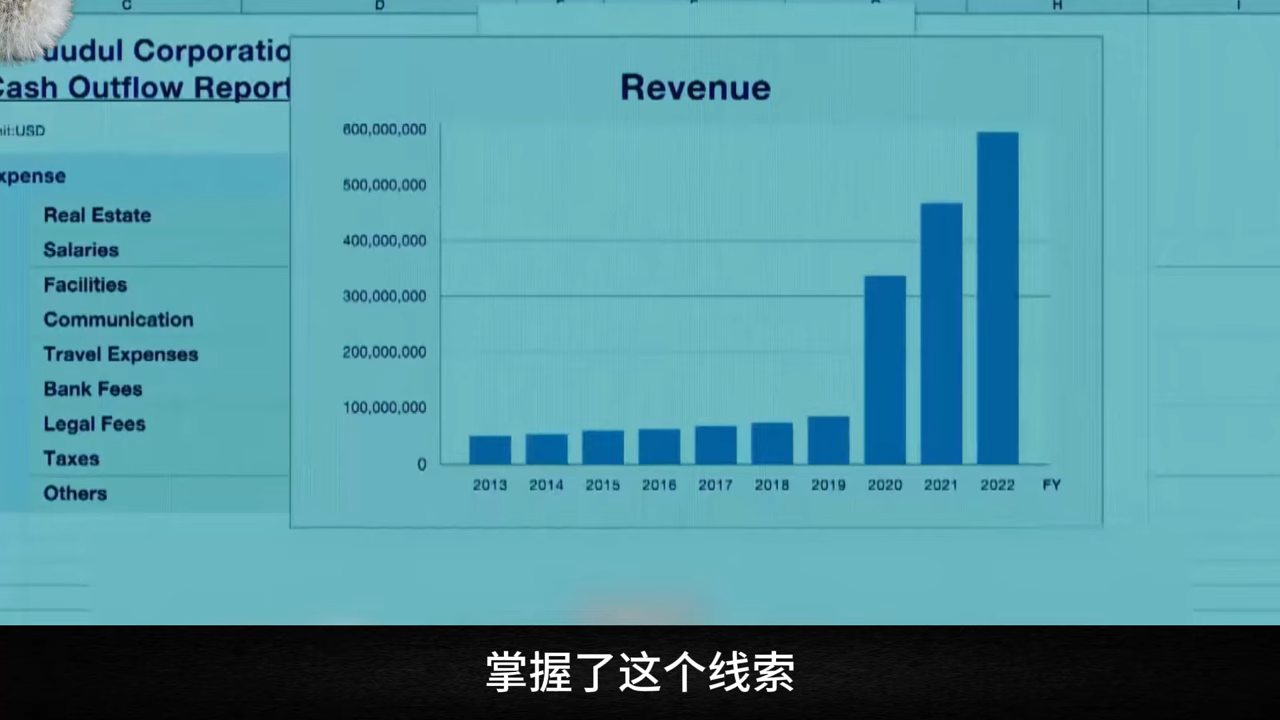 C D H I
uudul Corporatio
Cash Outflow Report
nit:USD
xpense
Real Estate
Salaries
Facilities
Communication
Travel Expenses
Bank Fees
Legal Fees
Taxes
Others
Revenue
600,000,000
500,000,000
400,000,000
300,000,000
200,000,000
100,000,000
0
2013 2014 2015 2016 2017 2018 2019 2020 2021 2022 FY
掌握了这个线索